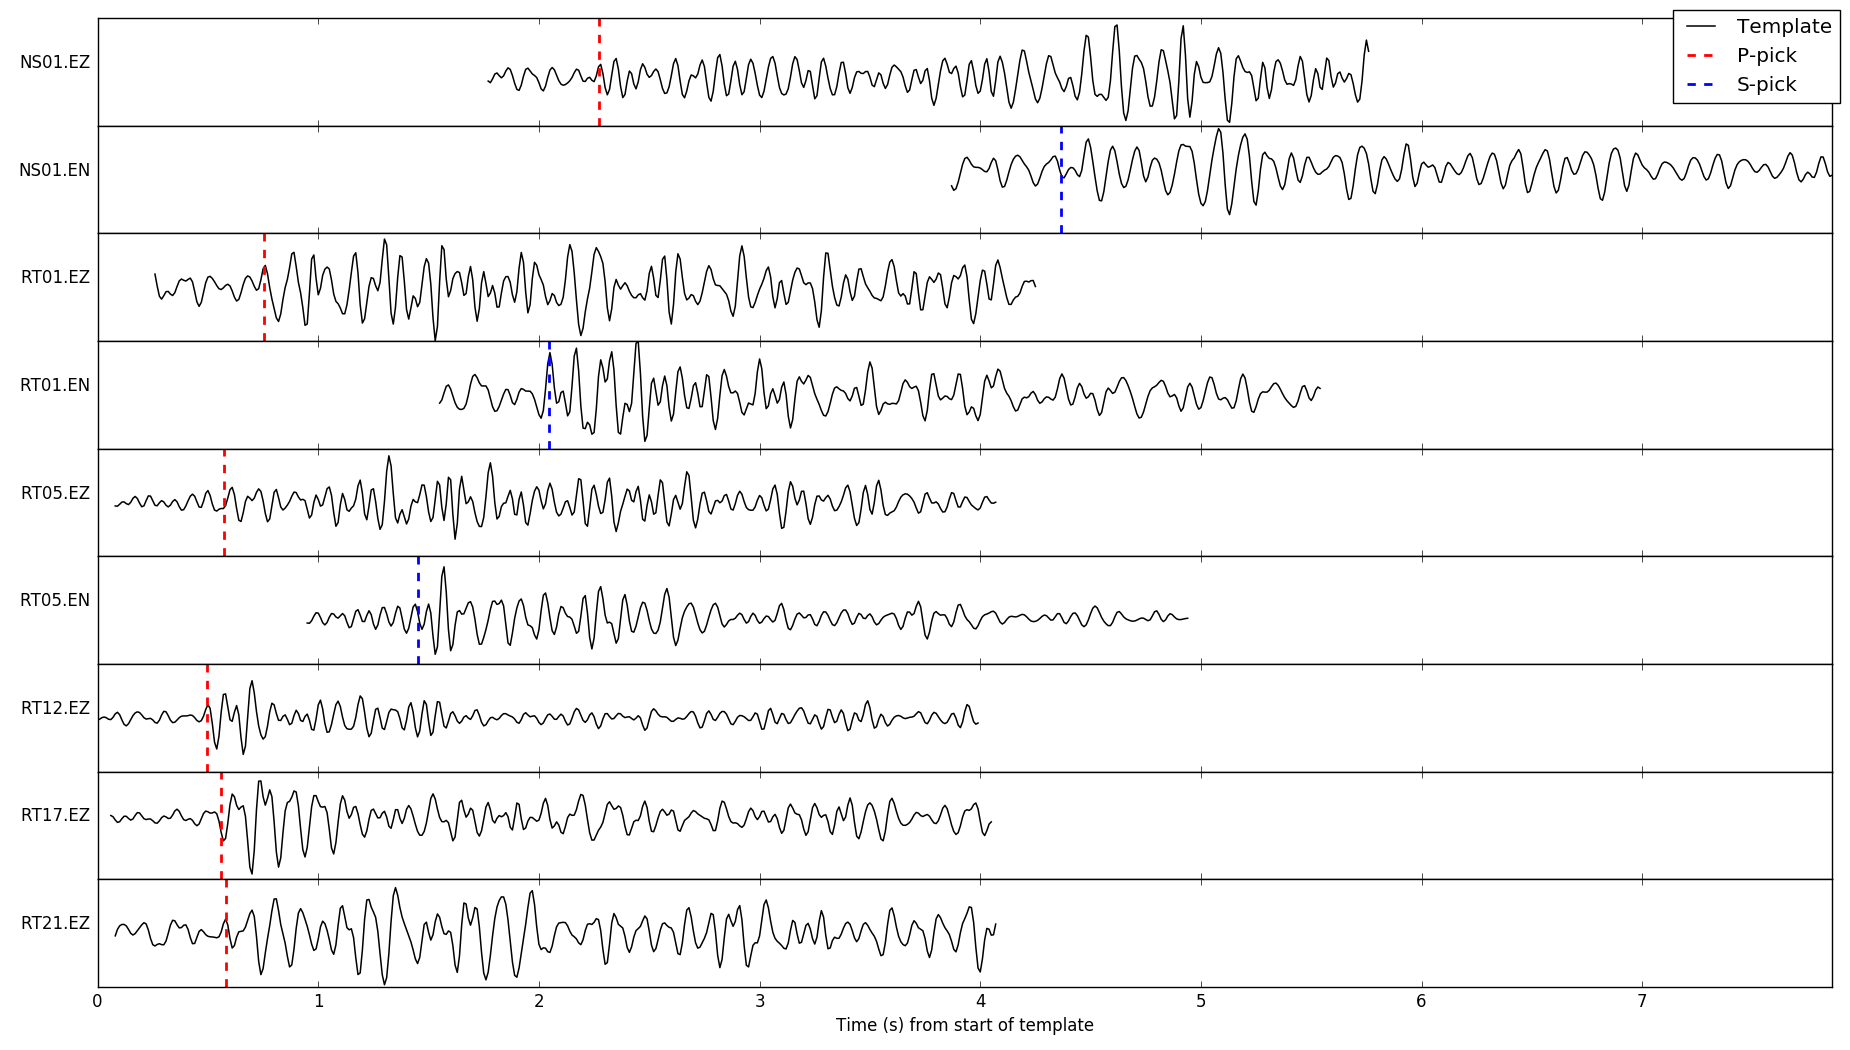 Template
P-pick
S-pick
NS01.EZ
NS01.EN
RT01.EZ
RT01.EN
RT05.EZ
RT05.EN
RT12.EZ
RT17.EZ
RT21.EZ
0 1 2 3 4 5 6 7
Time (s) from start of template